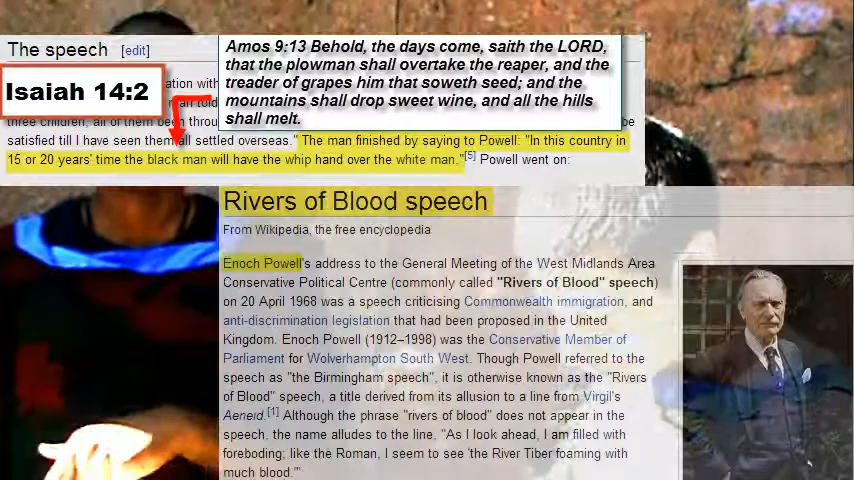 The speech [edit]
Amos 9:13 Behold, the days come, saith the LORD,
that the plowman shall overtake the reaper, and the
treader of grapes him that soweth seed; and the
mountains shall drop sweet wine, and all the hills
shall melt.
Isaiah 14:2
ation with
told
three children, all of them been throu
be
satisfied till I have seen them all settled overseas." The man finished by saying to Powell: "In this country in
15 or 20 years' time the black man will have the whip hand over the white man."[5] Powell went on:
Rivers of Blood speech
From Wikipedia, the free encyclopedia
Enoch Powell's address to the General Meeting of the West Midlands Area
Conservative Political Centre (commonly called "Rivers of Blood" speech)
on 20 April 1968 was a speech criticising Commonwealth immigration, and
anti-discrimination legislation that had been proposed in the United
Kingdom. Enoch Powell (1912–1998) was the Conservative Member of
Parliament for Wolverhampton South West. Though Powell referred to the
speech as "the Birmingham speech", it is otherwise known as the "Rivers
of Blood" speech, a title derived from its allusion to a line from Virgil's
Aeneid.[1] Although the phrase "rivers of blood" does not appear in the
speech, the name alludes to the line, "As I look ahead, I am filled with
foreboding; like the Roman, I seem to see 'the River Tiber foaming with
much blood.'"